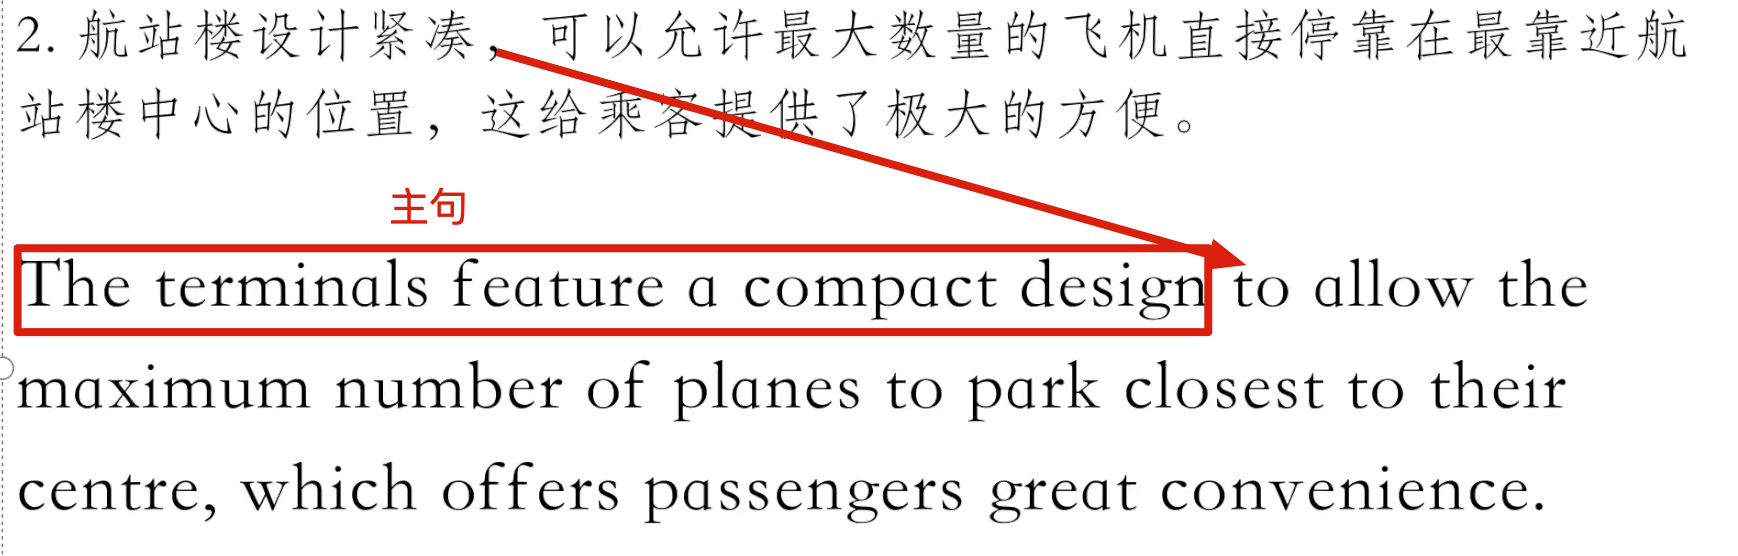 2. 航站楼设计紧凑，可以允许最大数量的飞机直接停靠在最靠近航
站楼中心的位置，这给乘客提供了极大的方便。
主句
The terminals feature a compact design to allow the
maximum number of planes to park closest to their
centre, which offers passengers great convenience.